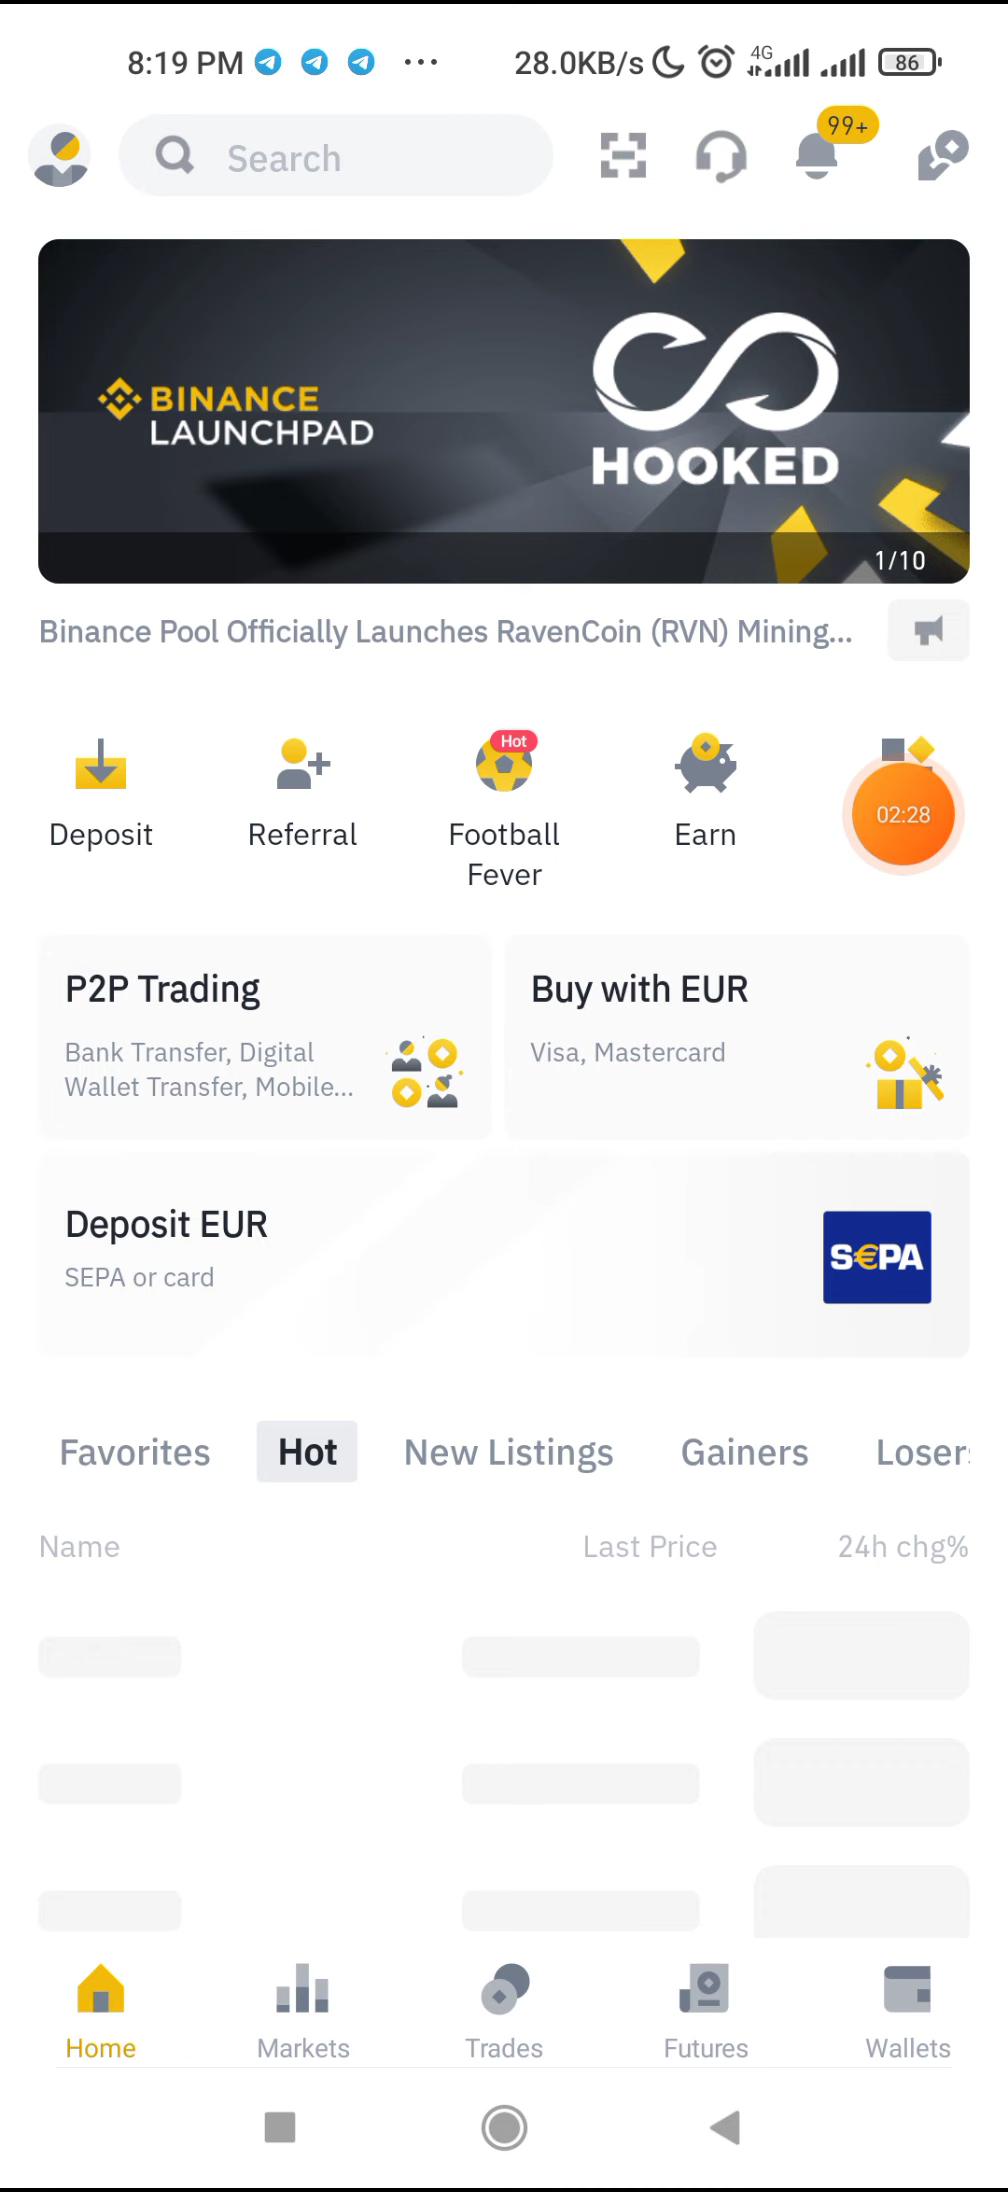 8:19 PM ... 28.0KB/s 4G 86
Search 99+
BINANCE
LAUNCHPAD
HOOKED
1/10
Binance Pool Officially Launches RavenCoin (RVN) Mining...
Hot
Deposit Referral Football Fever Earn
02:28
P2P Trading
Bank Transfer, Digital
Wallet Transfer, Mobile...
Buy with EUR
Visa, Mastercard
Deposit EUR
SEPA or card
S€PA
Favorites Hot New Listings Gainers Losers
Name Last Price 24h chg%
Home Markets Trades Futures Wallets